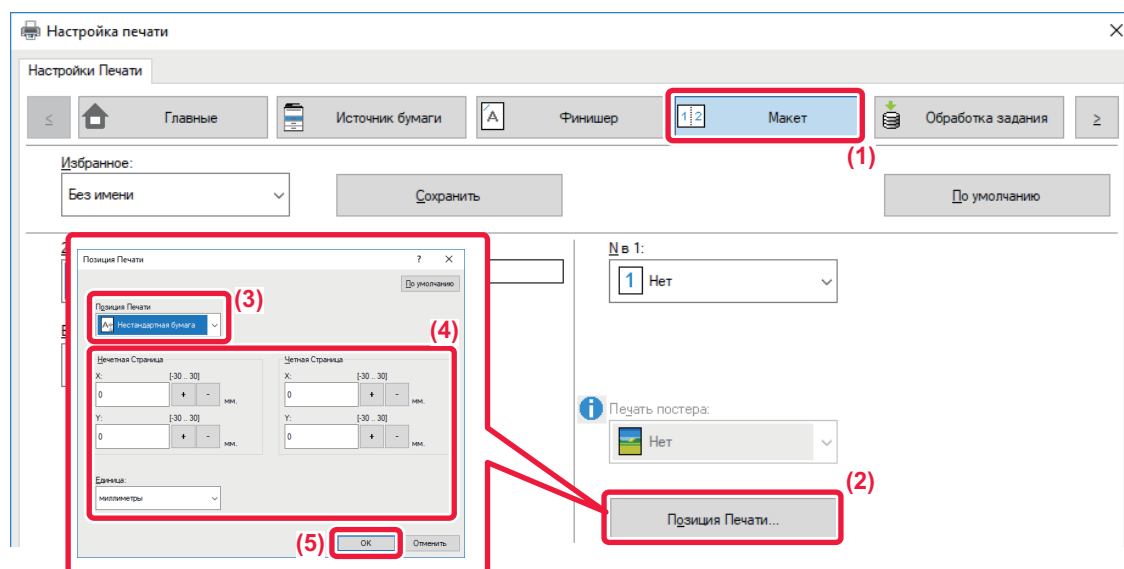 Настройка печати
Настройки Печати
< Главные Источник бумаги Финишер 1 2 Макет Обработка задания >
(1)
Избранное:
Без имени Сохранить По умолчанию
2
N в 1:
1 Нет
Позиция Печати ? ×
По умолчанию
Позиция Печати (3)
Нестандартная бумага
(4)
Нечетная Страница Четная Страница
X: [-30 .. 30] X: [-30 .. 30]
0 + - мм. 0 + - мм.
Y: [-30 .. 30] Y: [-30 .. 30]
0 + - мм. 0 + - мм.
Единица:
миллиметры
(5) OK Отменить
Печать постера:
Нет
(2)
Позиция Печати...